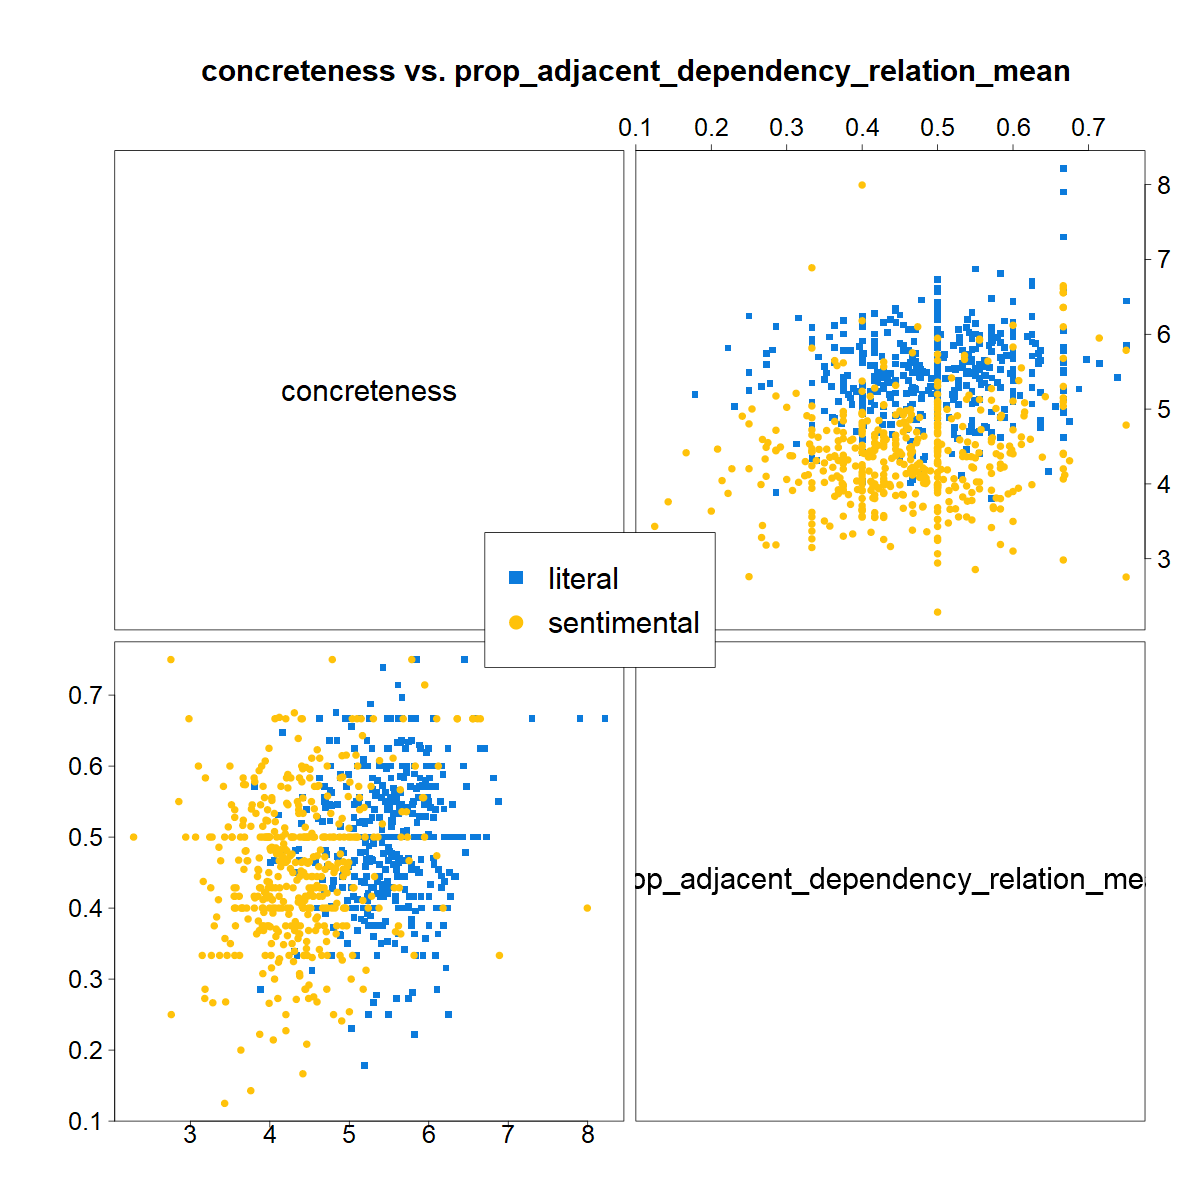 concreteness vs. prop_adjacent_dependency_relation_mean
0.1 0.2 0.3 0.4 0.5 0.6 0.7
8
7
6
5
4
3
concreteness
literal
sentimental
0.7
0.6
0.5
0.4
0.3
0.2
0.1
op_adjacent_dependency_relation_me
3 4 5 6 7 8